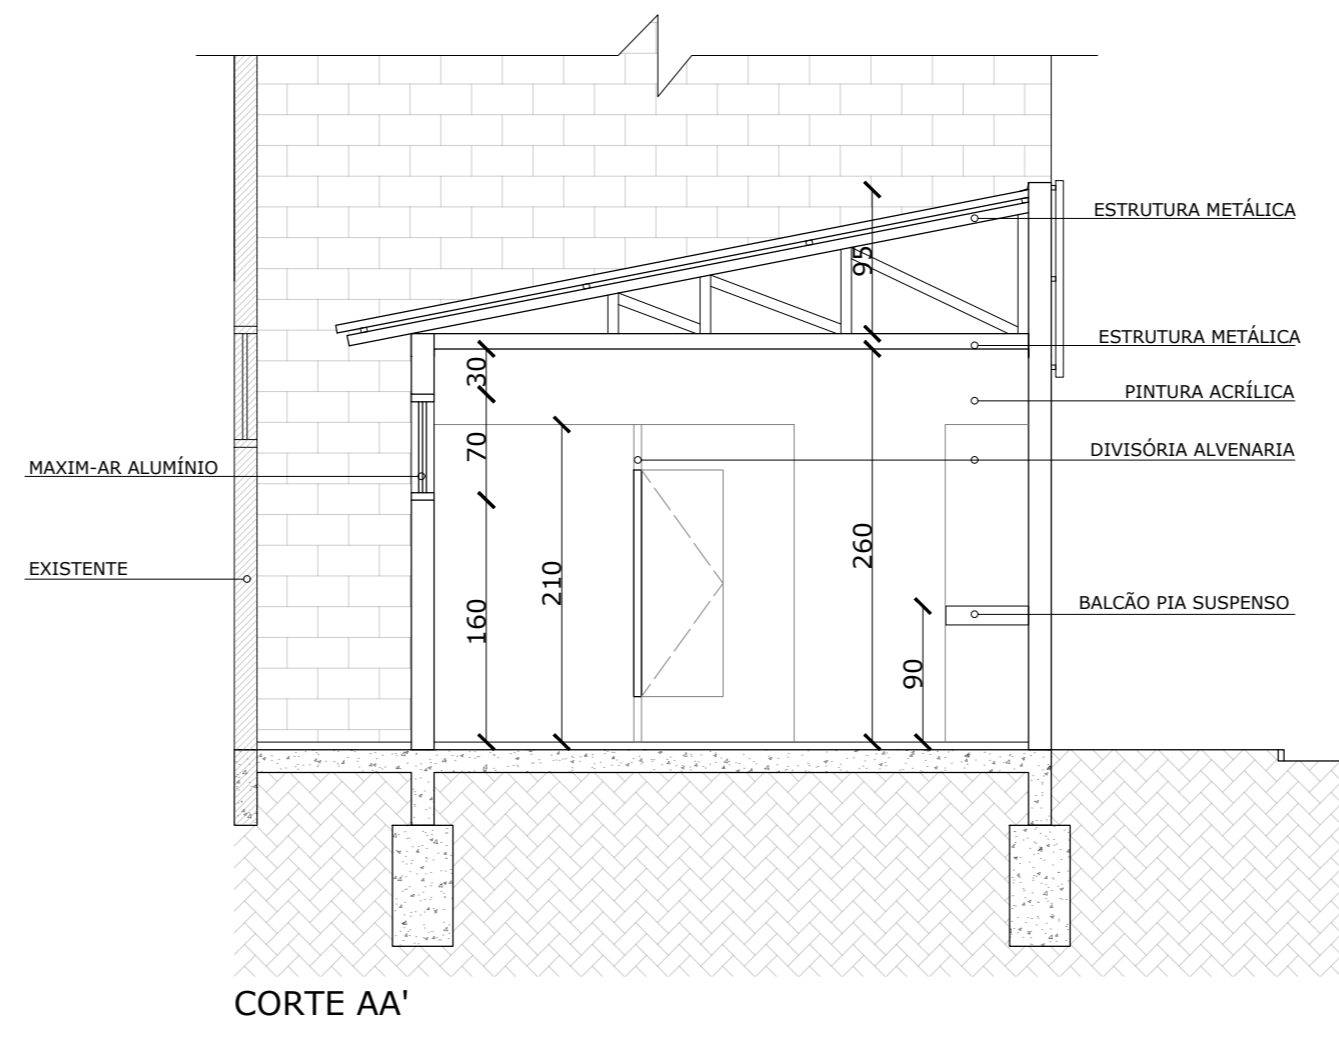 ESTRUTURA METÁLICA
95
ESTRUTURA METÁLICA
30
PINTURA ACRÍLICA
70
DIVISÓRIA ALVENARIA
MAXIM-AR ALUMÍNIO
260
EXISTENTE
210
160
BALCÃO PIA SUSPENSO
90
CORTE AA'